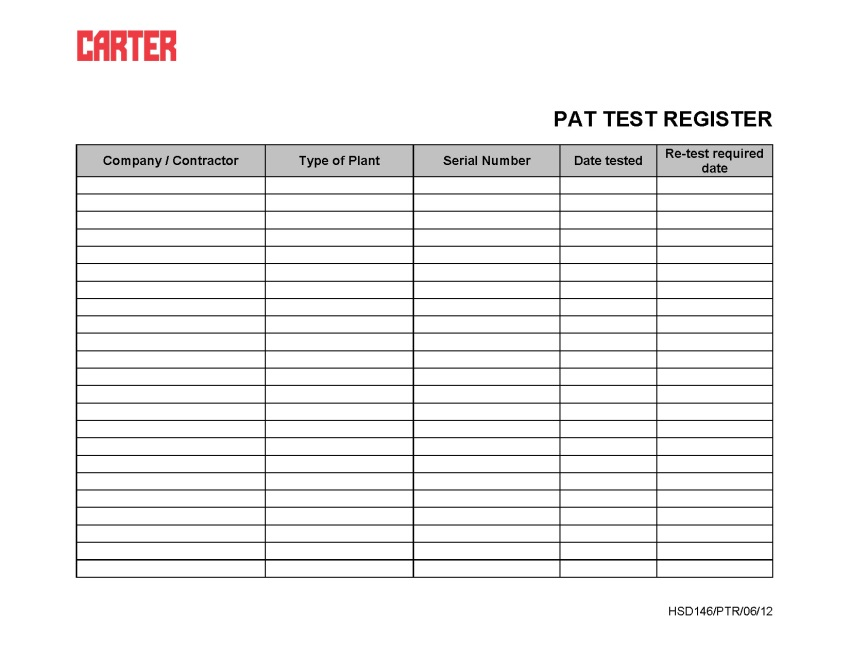 CARTER
PAT TEST REGISTER
Company / Contractor
Type of Plant
Serial Number
Date tested
Re-test required
date
HSD146/PTR/06/12